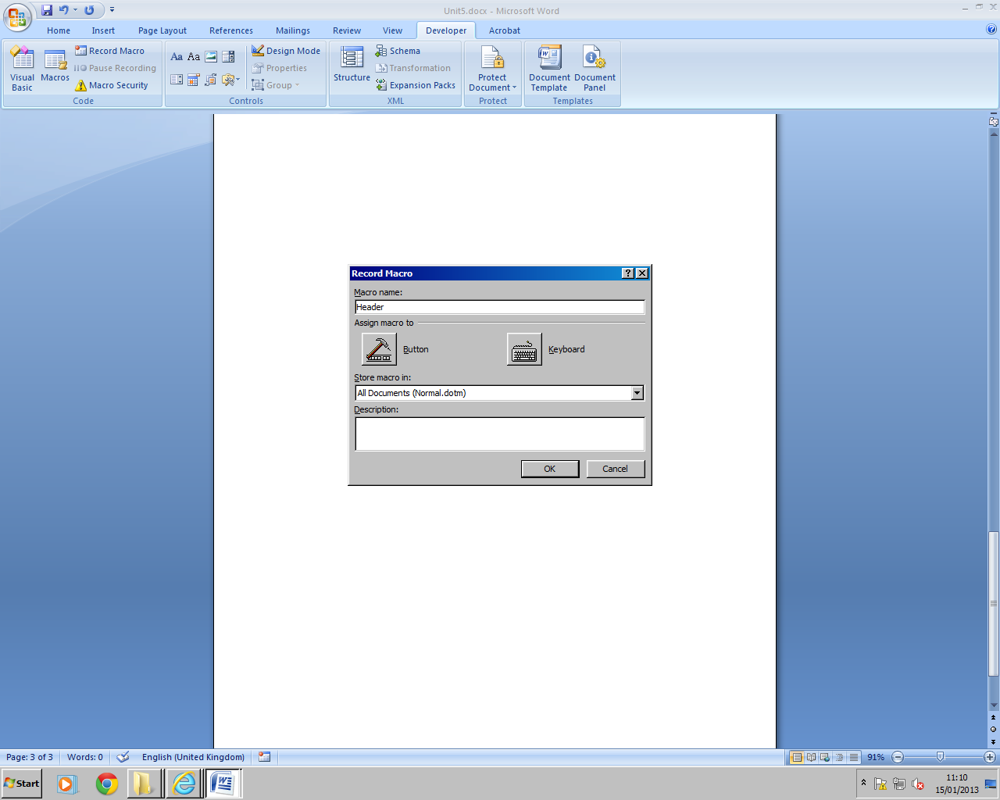 Unit5.docx - Microsoft Word
Home Insert Page Layout References Mailings Review View Developer Acrobat
Visual Basic
Macros
Record Macro
Pause Recording
Macro Security
Code
Aa Aa
Design Mode
Properties
Group
Controls
Structure
Schema
Transformation
Expansion Packs
XML
Protect Document
Protect
Document Template
Document Panel
Templates
Record Macro
Macro name:
Header
Assign macro to
Button Keyboard
Store macro in:
All Documents (Normal.dotm)
Description:
OK Cancel
Page: 3 of 3 Words: 0 English (United Kingdom) 91%
Start
11:10
15/01/2013